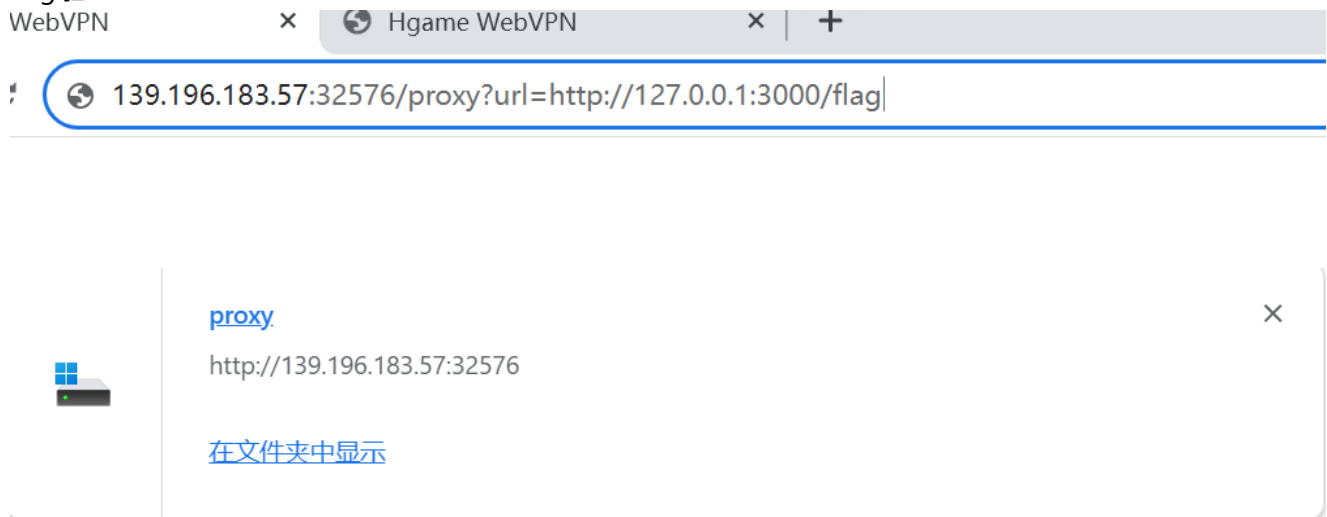 WebVPN × Hgame WebVPN × +
139.196.183.57:32576/proxy?url=http://127.0.0.1:3000/flag
proxy ×
http://139.196.183.57:32576
在文件夹中显示